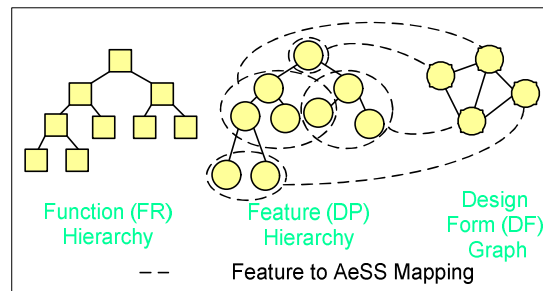 Function (FR)
Hierarchy
Feature (DP)
Hierarchy
Design
Form (DF)
Graph
Feature to AeSS Mapping